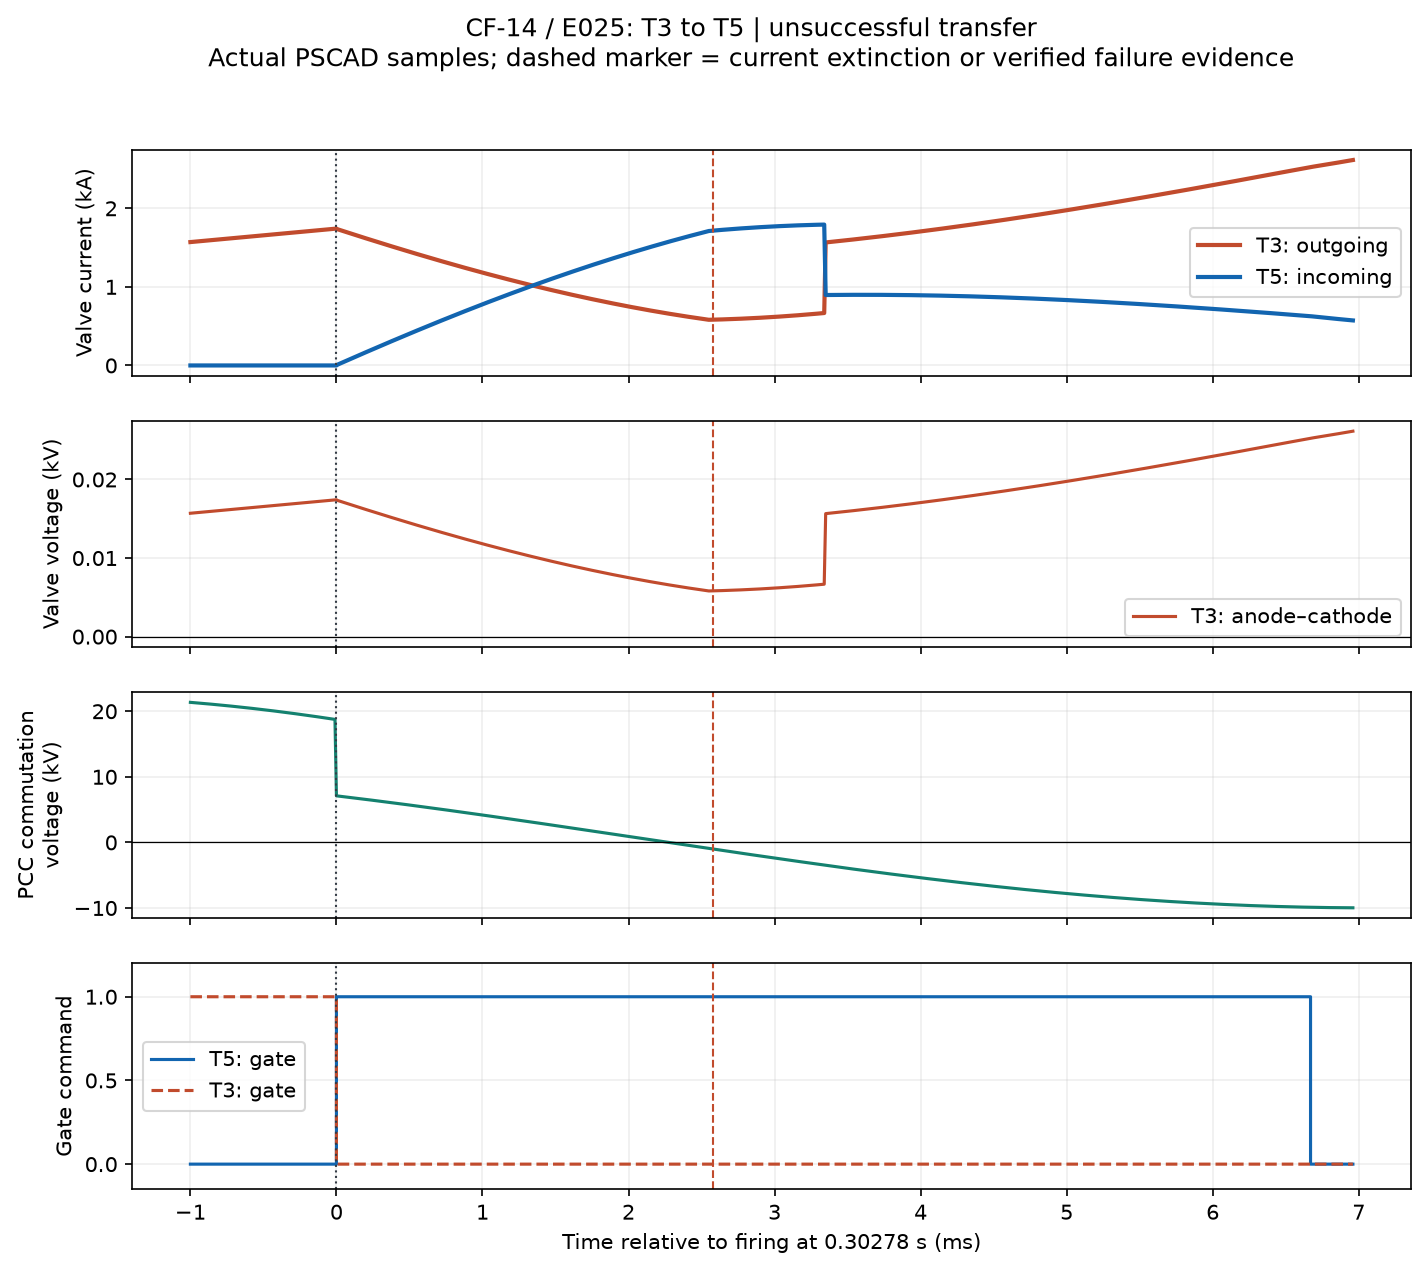 CF-14 / E025: T3 to T5 | unsuccessful transfer
Actual PSCAD samples; dashed marker = current extinction or verified failure evidence
Valve current (kA)
2
1
0
T3: outgoing
T5: incoming
Valve voltage (kV)
0.02
0.01
0.00
T3: anode–cathode
PCC commutation
voltage (kV)
20
10
0
−10
Gate command
1.0
0.5
0.0
T5: gate
T3: gate
−1 0 1 2 3 4 5 6 7
Time relative to firing at 0.30278 s (ms)